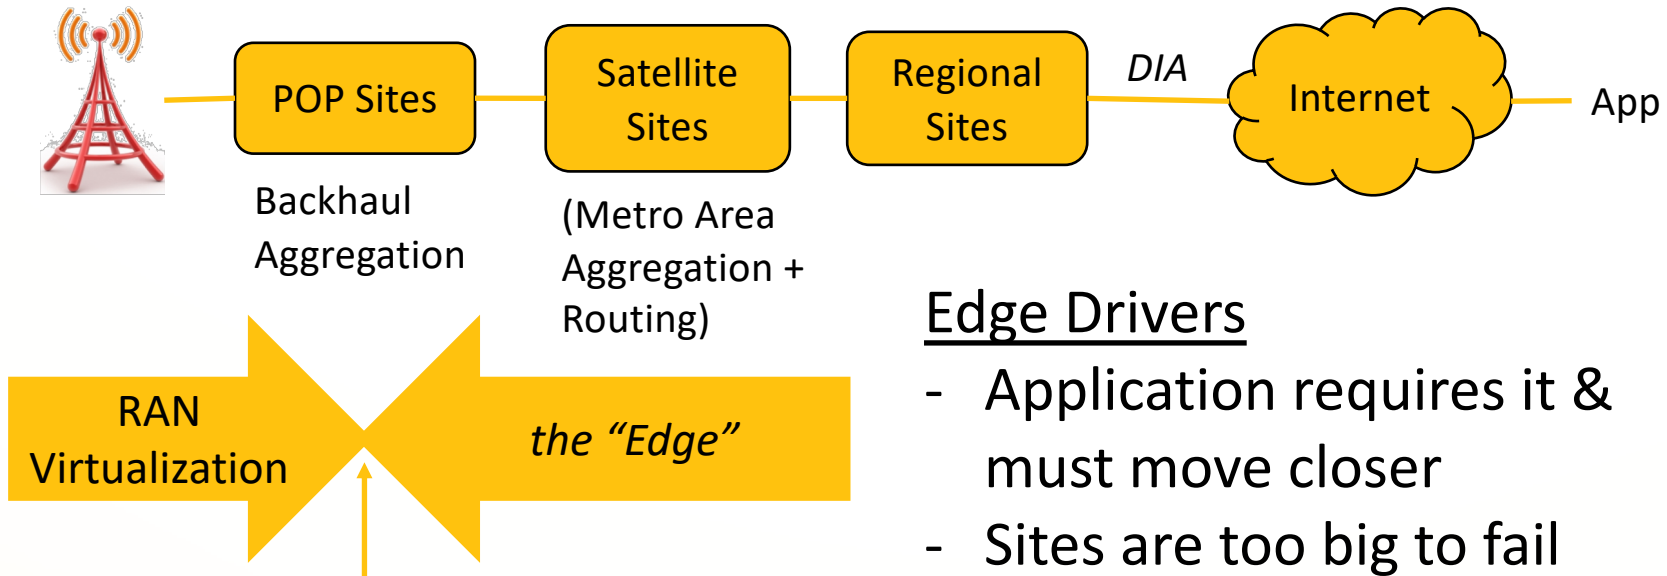 POP Sites
Satellite
Sites
Regional
Sites
DIA
Internet
App
Backhaul
Aggregation
(Metro Area
Aggregation +
Routing)
RAN
Virtualization
the “Edge”
Edge Drivers
- Application requires it &
must move closer
- Sites are too big to fail